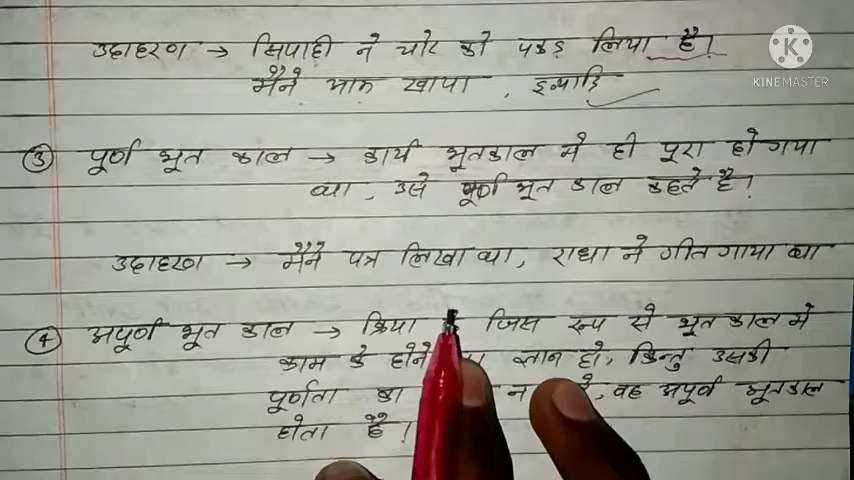 उदाहरण → सिपाही ने चोर को पकड़ लिया है।
मैंने आम खाया, इत्यादि
③ पूर्ण भूत काल → कार्य भूतकाल मे ही पूरा हो गया
था, उसे पूर्ण भूत काल कहते है।
उदाहरण → मैंने पत्र लिखा था, राधा ने गीत गाया था
④ अपूर्ण भूत काल → क्रिया जिस रूप से भूत काल में
काम के होने ज्ञान हो, किन्तु उसकी
पूर्णता का न वह अपूर्ण भूतकाल
होता है।
K
KINEMASTER